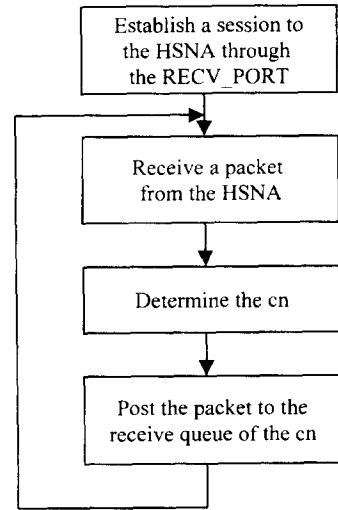 Establish a session to
the HSNA through
the RECV_PORT
Receive a packet
from the HSNA
Determine the cn
Post the packet to the
receive queue of the cn